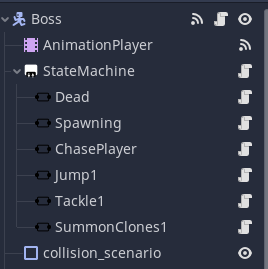 Boss
AnimationPlayer
StateMachine
Dead
Spawning
ChasePlayer
Jump1
Tackle1
SummonClones1
collision_scenario